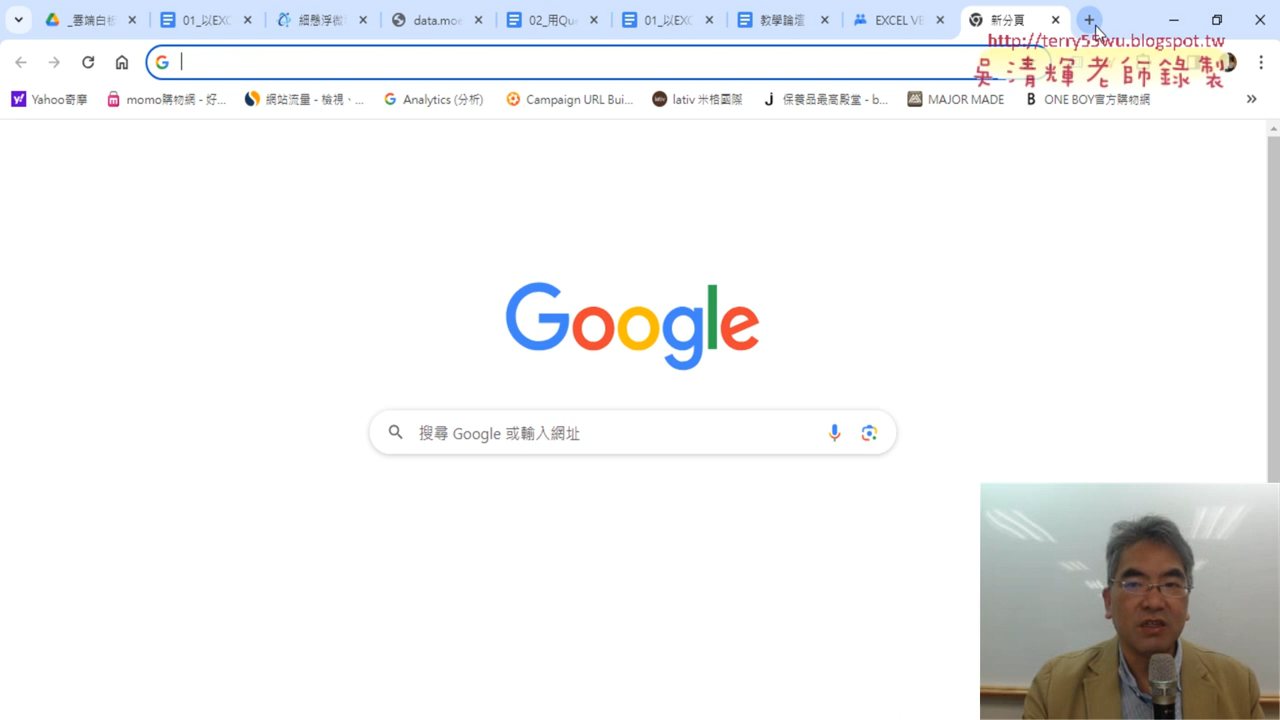 _雲端白板
01_以EXC
細懸浮微
data.moe
02_用Que
01_以EXC
教學論壇
EXCEL VB
新分頁
http://terry55wu.blogspot.tw
吳清輝老師錄製
Yahoo奇摩
momo購物網 - 好...
網站流量 - 檢視、...
Analytics (分析)
Campaign URL Bui...
lativ 米格國際
保養品最高殿堂 - b...
MAJOR MADE
ONE BOY官方購物網
Google
搜尋 Google 或輸入網址